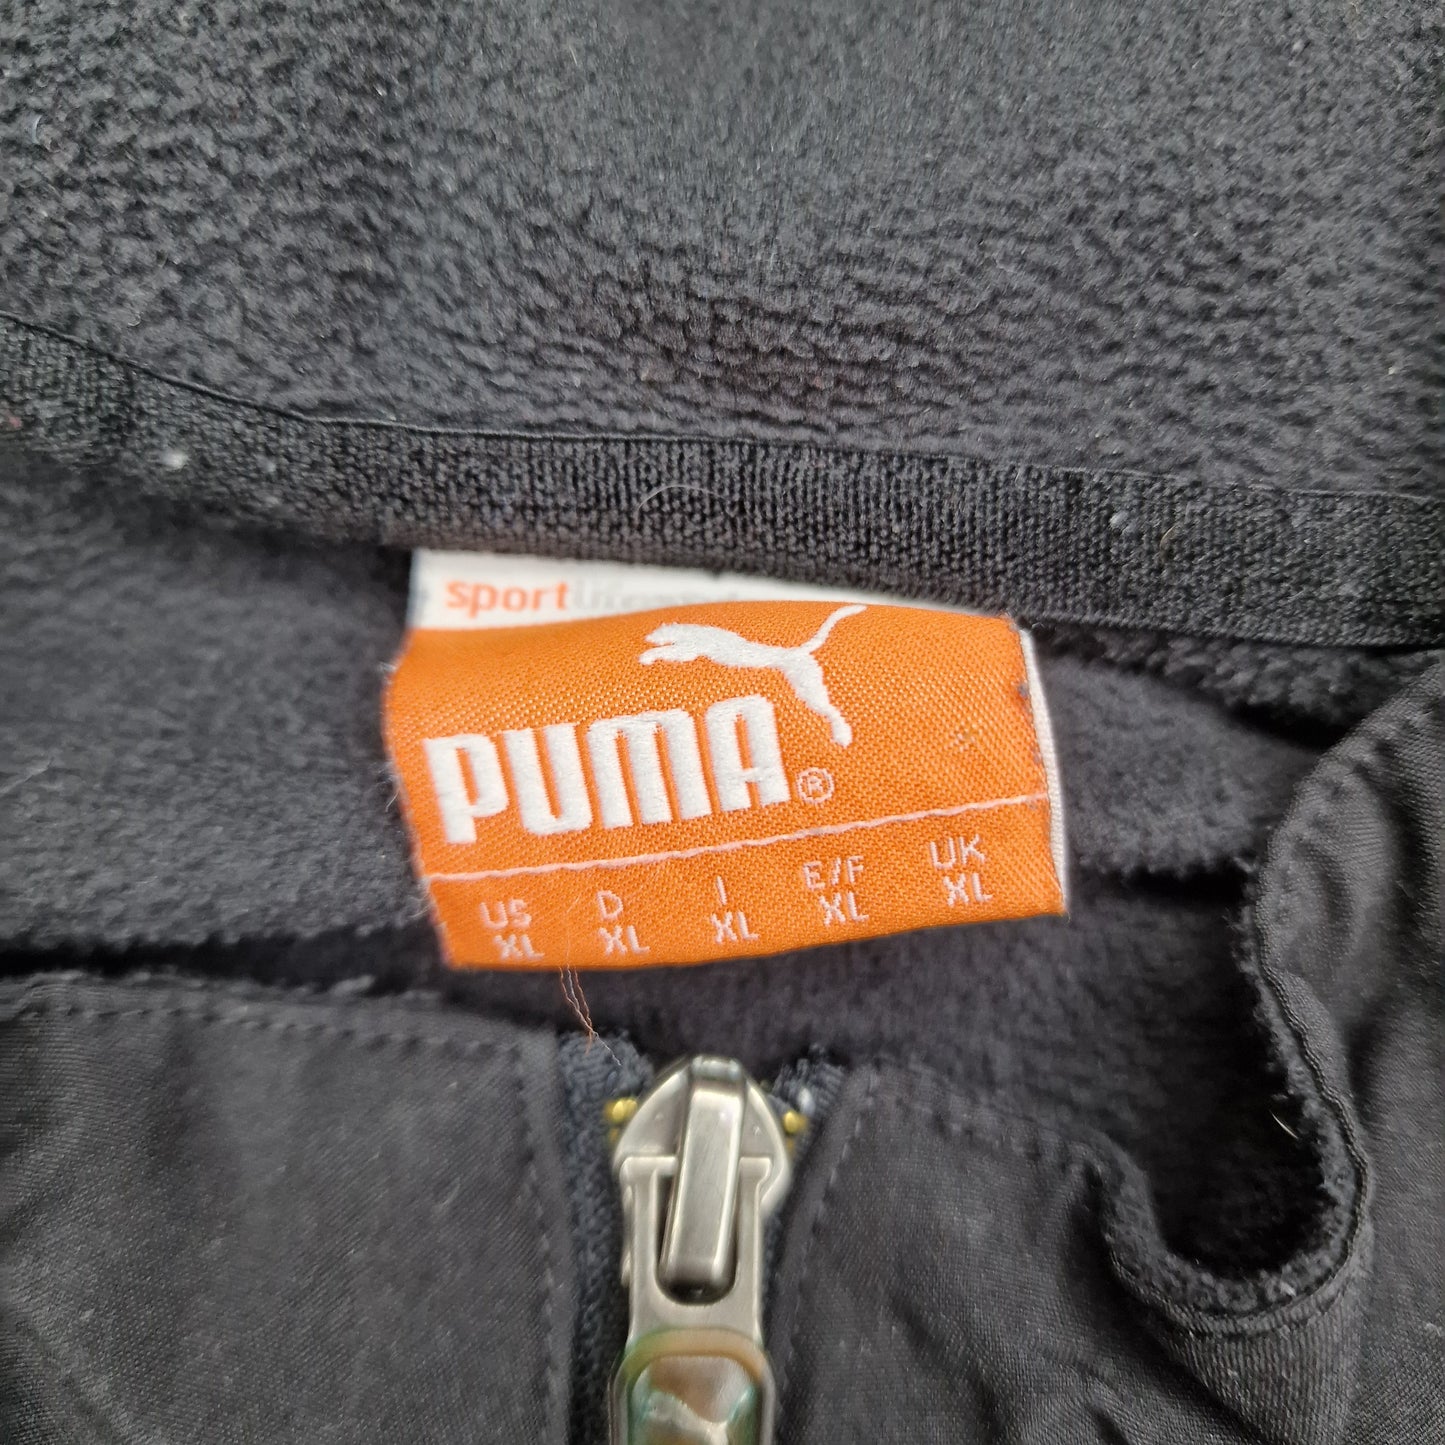 sport
PUMA®
US D I E/F UK
XL XL XL XL XL